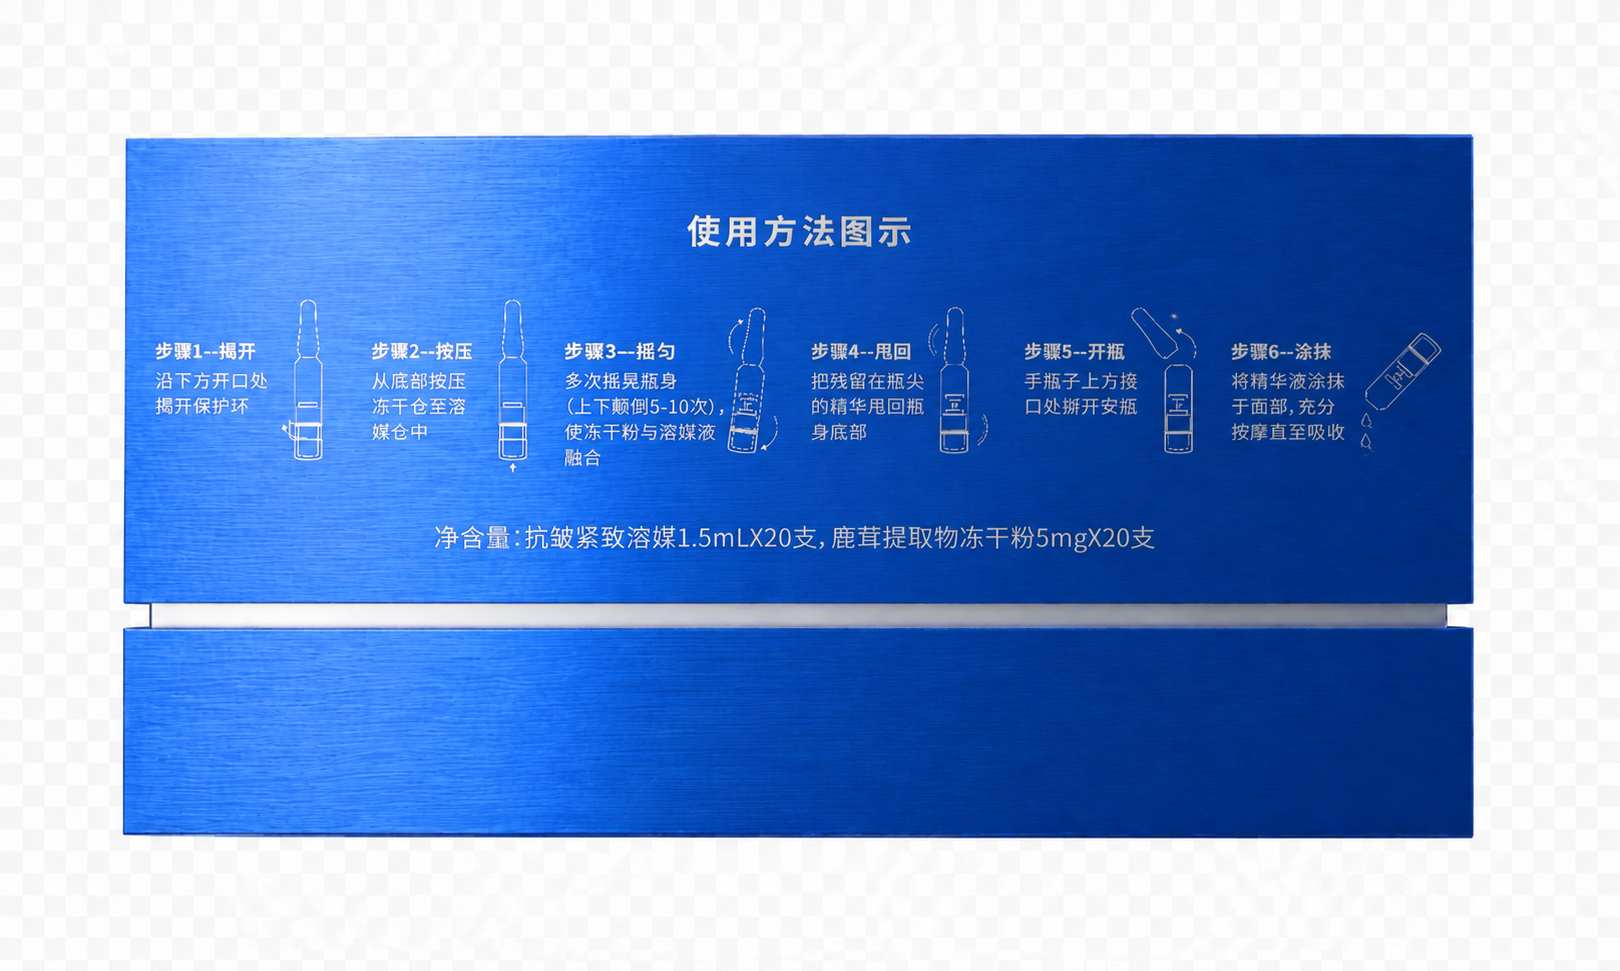 使用方法图示
步骤1--揭开
沿下方开口处
揭开保护环
步骤2--按压
从底部按压
冻干仓至溶
媒仓中
步骤3--摇匀
多次摇晃瓶身
（上下颠倒5-10次），
使冻干粉与溶媒液
融合
步骤4--甩回
把残留在瓶尖
的精华甩回瓶
身底部
步骤5--开瓶
手瓶子上方接
口处掰开安瓶
步骤6--涂抹
将精华液涂抹
于面部，充分
按摩直至吸收
净含量：抗皱紧致溶媒1.5mLX20支，鹿茸提取物冻干粉5mgX20支